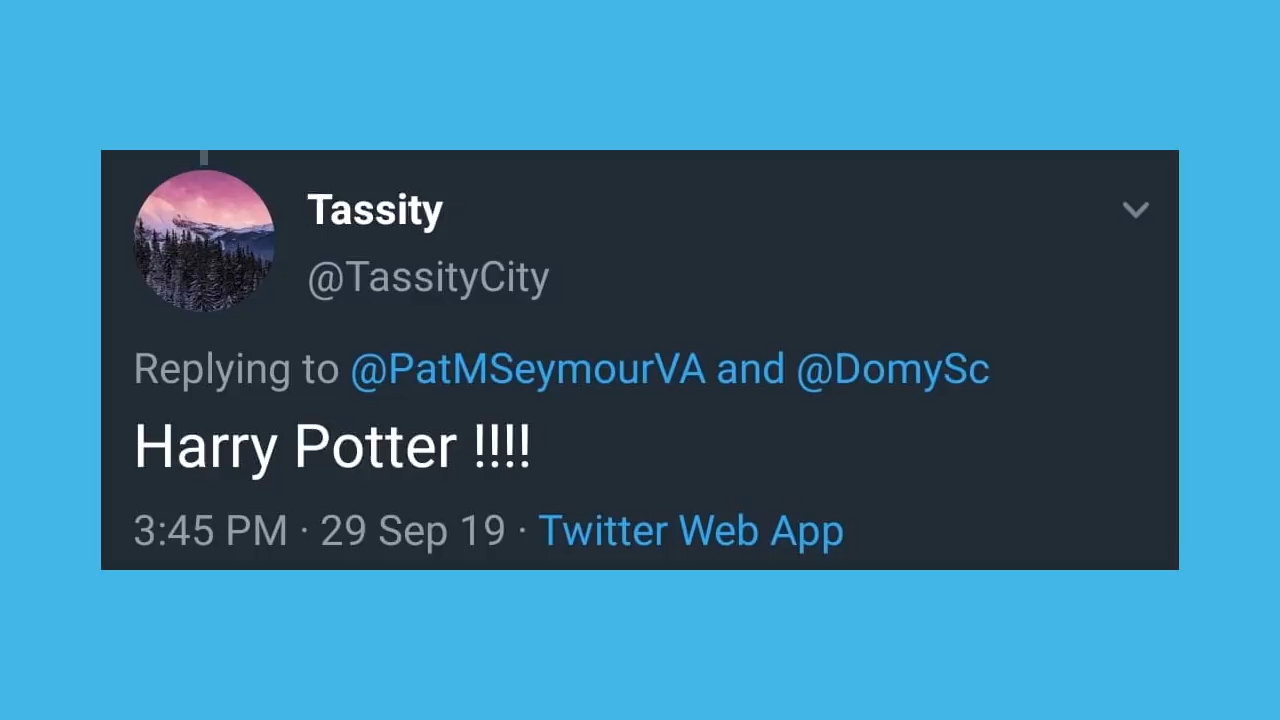 Tassity
@TassityCity
Replying to @PatMSeymourVA and @DomySc
Harry Potter !!!!
3:45 PM · 29 Sep 19 · Twitter Web App